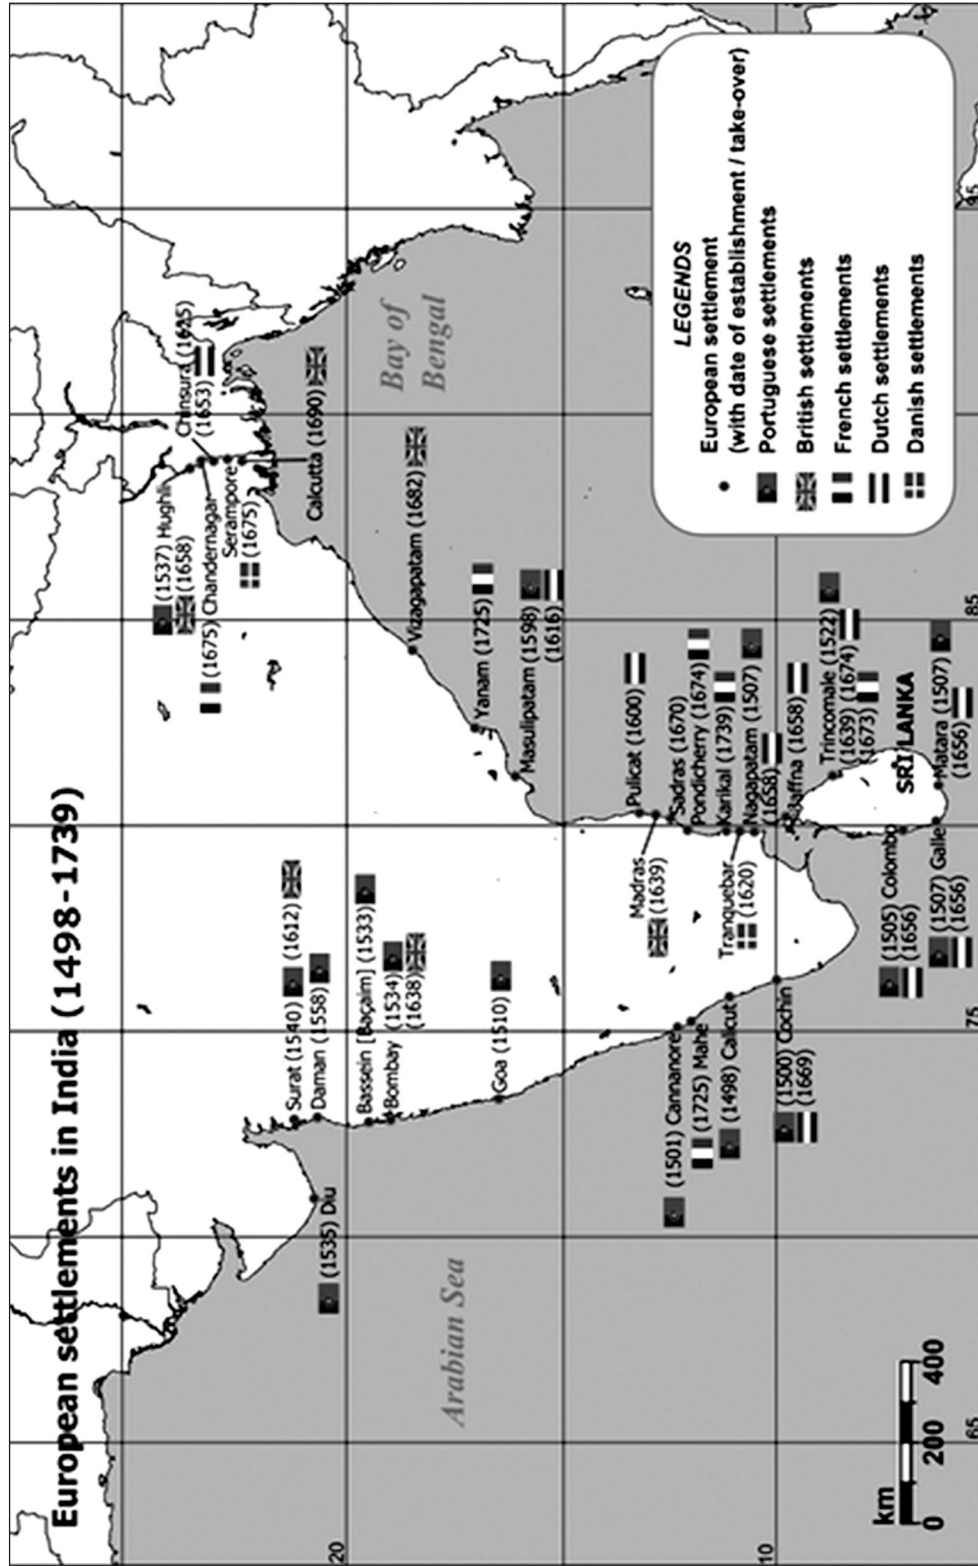 European settlements in India (1498-1739)
(1537) Hughli
(1658)
(1675) Chandernagar
Serampore
(1675)
Chinsura (1625)
(1653)
Calcutta (1690)
Vizagapatam (1682)
Yanam (1725)
Masulipatam (1598)
(1616)
Bay of
Bengal
Surat (1540)
(1612)
Daman (1558)
Bassein [Baçaim] (1533)
Bombay (1534)
(1638)
Goa (1510)
(1535) Diu
Arabian Sea
Pulicat (1600)
Madras
(1639)
Sadras (1670)
Pondicherry (1674)
Karikal (1739)
Tranquebar
(1620)
Nagapatam (1507)
(1658)
Jaffna (1658)
(1501) Cannanore
(1725) Mahe
(1498) Calicut
(1500) Cochin
(1669)
Trincomale (1522)
(1639) (1674)
(1673)
SRI LANKA
(1505) Colombo
(1656)
(1507) Galle
(1656)
Matara (1507)
(1656)
LEGENDS
European settlement
(with date of establishment / take-over)
Portuguese settlements
British settlements
French settlements
Dutch settlements
Danish settlements
km
0 200 400
20
10
65
75
85
95